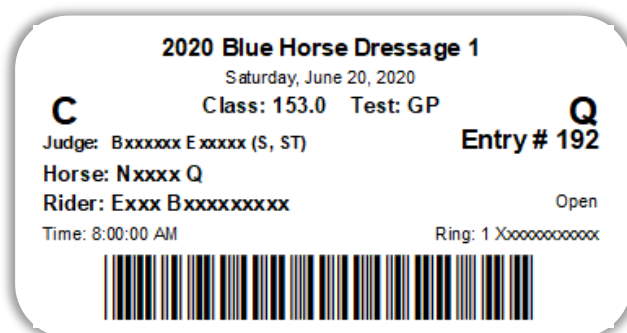 2020 Blue Horse Dressage 1
Saturday, June 20, 2020
C Class: 153.0 Test: GP Q
Judge: Bxxxxxx Exxxxx (S, ST) Entry # 192
Horse: Nxxxx Q
Rider: Exxx Bxxxxxxxxx Open
Time: 8:00:00 AM Ring: 1 Xxxxxxxxxxxx